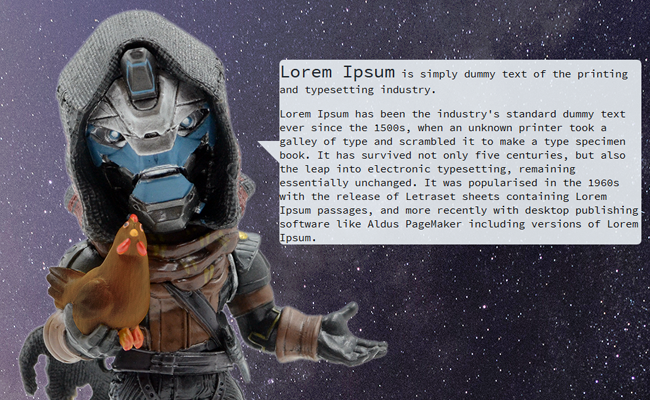 Lorem Ipsum is simply dummy text of the printing
and typesetting industry.
Lorem Ipsum has been the industry's standard dummy text
ever since the 1500s, when an unknown printer took a
galley of type and scrambled it to make a type specimen
book. It has survived not only five centuries, but also
the leap into electronic typesetting, remaining
essentially unchanged. It was popularised in the 1960s
with the release of Letraset sheets containing Lorem
Ipsum passages, and more recently with desktop publishing
software like Aldus PageMaker including versions of Lorem
Ipsum.